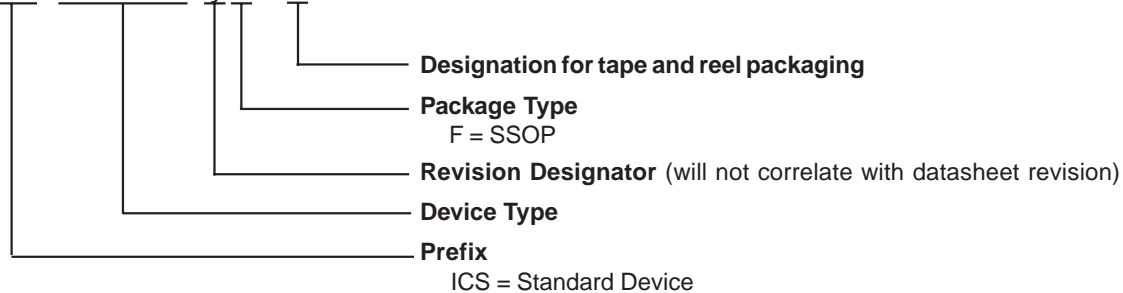 Designation for tape and reel packaging
Package Type
F = SSOP
Revision Designator (will not correlate with datasheet revision)
Device Type
Prefix
ICS = Standard Device